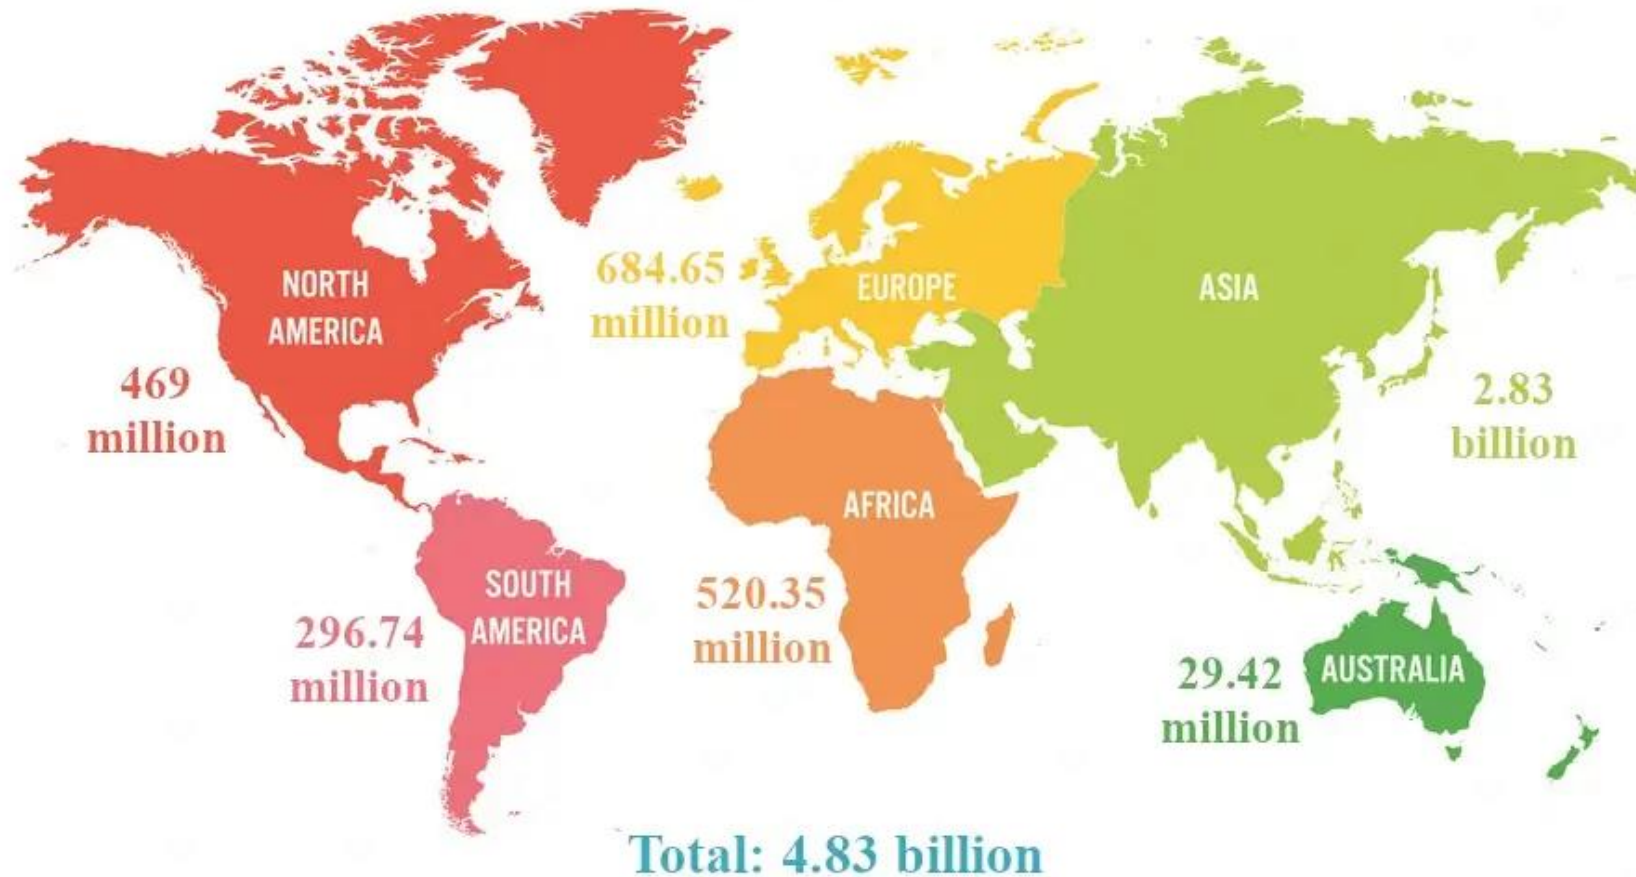 NORTH
AMERICA
469
million
684.65
million
EUROPE
ASIA
2.83
billion
AFRICA
520.35
million
SOUTH
AMERICA
296.74
million
29.42
million
AUSTRALIA
Total: 4.83 billion